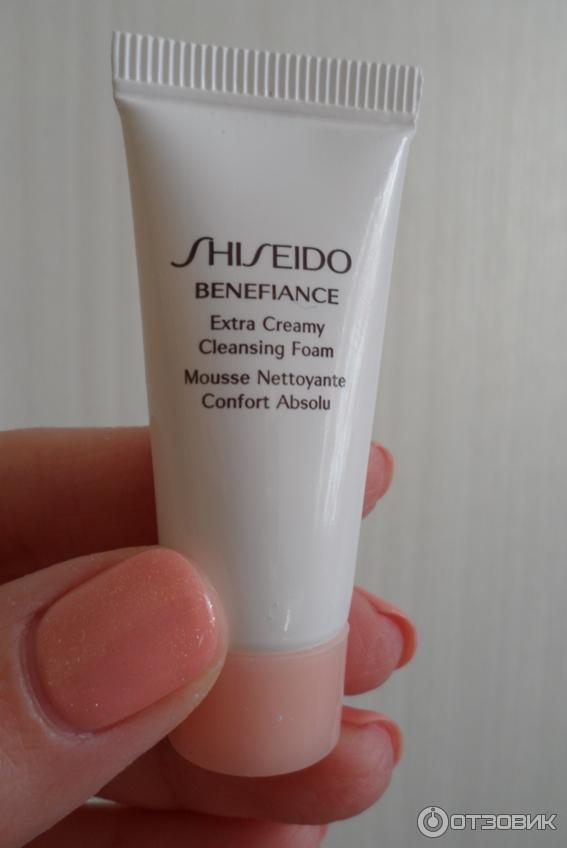 SHISEIDO
BENEFIANCE
Extra Creamy
Cleansing Foam
Mousse Nettoyante
Confort Absolu
ОТЗОВИК